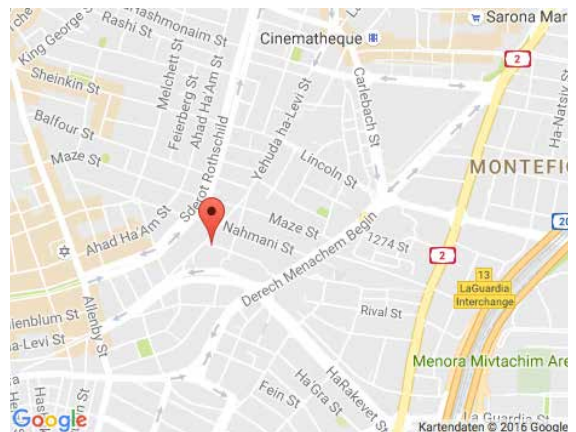 Hashmonaim St
Rashi St
King George St
Sarona Mar
Cinematheque
2
Sheinkin St
Melchett St
Feierberg St
Ahad Ha'Am St
Sderot Rothschild
Yehuda ha-Levi St
Carlebach St
Ha-Natsiv St
Balfour St
Maze St
Lincoln St
MONTEFIO
Maze St
Nahmani St
1274 St
20
Ahad Ha'Am St
Derech Menachem Begin
2
13
LaGuardia
Interchange
Allenby St
Rival St
ilenblum St
a-Levi St
Menora Mivtachim Are
HaRakevet St
Ha'Gra St
Fein St
La Guardia St
Google
Kartendaten © 2016 Google